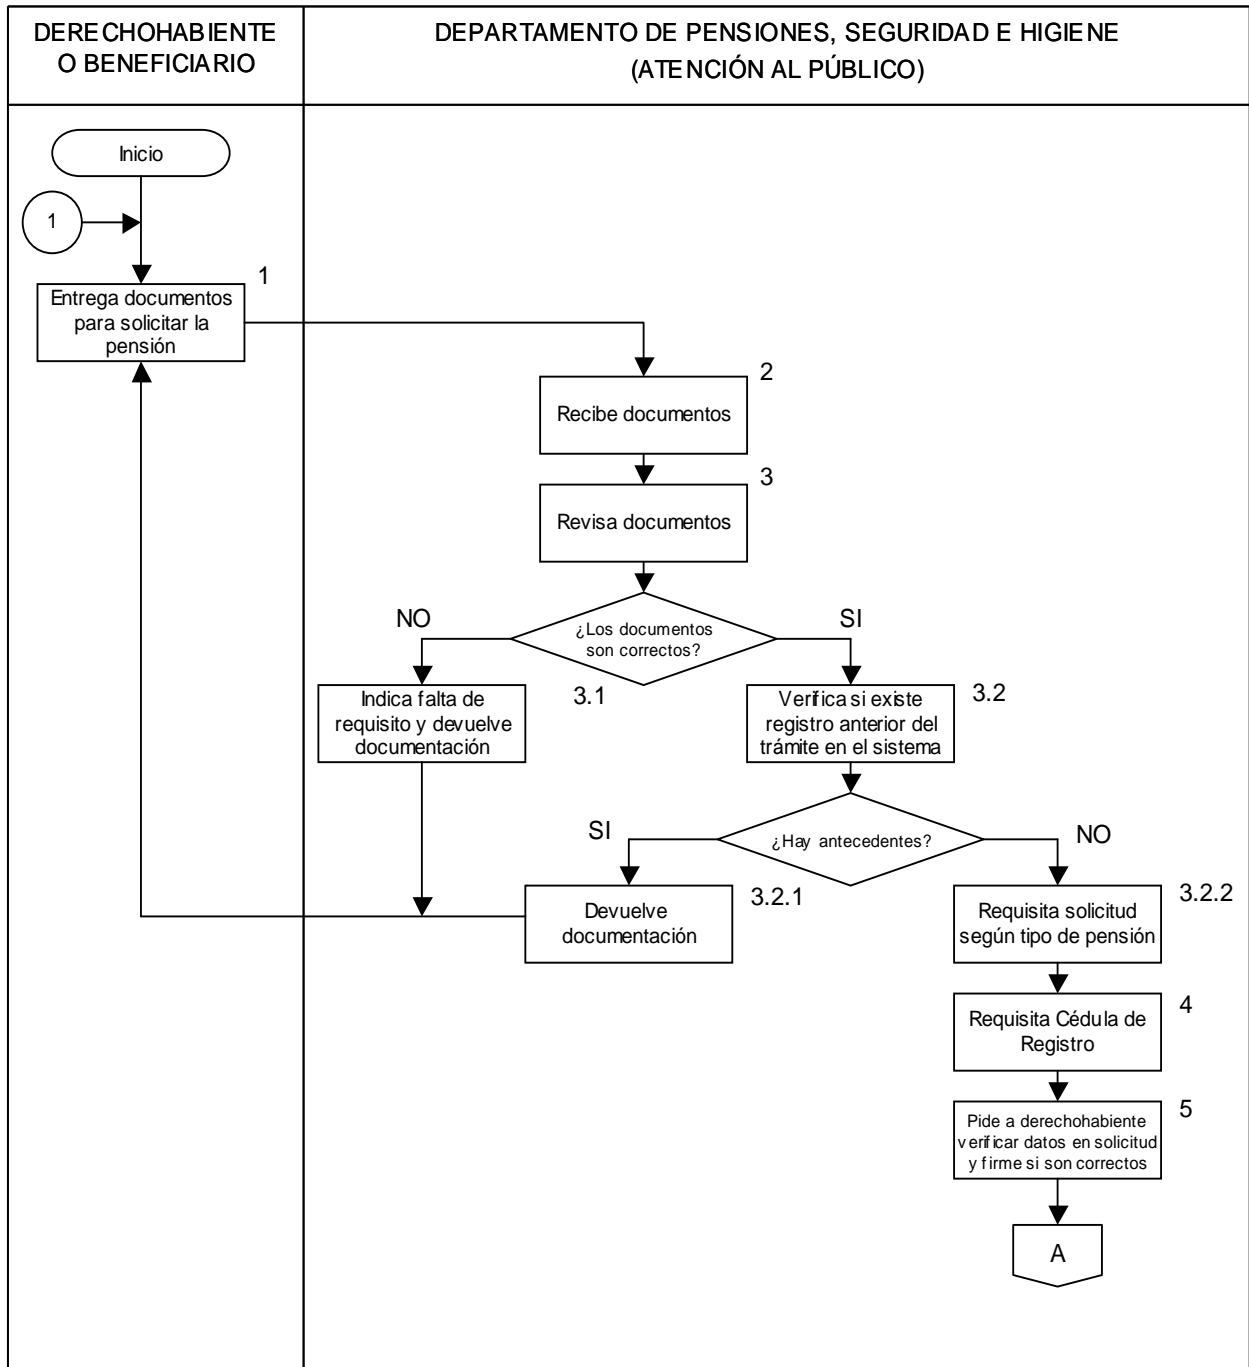 DERECHOHABIENTE
O BENEFICIARIO
DEPARTAMENTO DE PENSIONES, SEGURIDAD E HIGIENE
(ATENCIÓN AL PÚBLICO)
Inicio
1
1
Entrega documentos
para solicitar la
pensión
2
Recibe documentos
3
Revisa documentos
NO
¿Los documentos
son correctos?
SI
3.1
Indica falta de
requisito y devuelve
documentación
3.2
Verifica si existe
registro anterior del
trámite en el sistema
SI
¿Hay antecedentes?
NO
3.2.1
Devuelve
documentación
3.2.2
Requisita solicitud
según tipo de pensión
4
Requisita Cédula de
Registro
5
Pide a derechohabiente
verificar datos en solicitud
y firme si son correctos
A